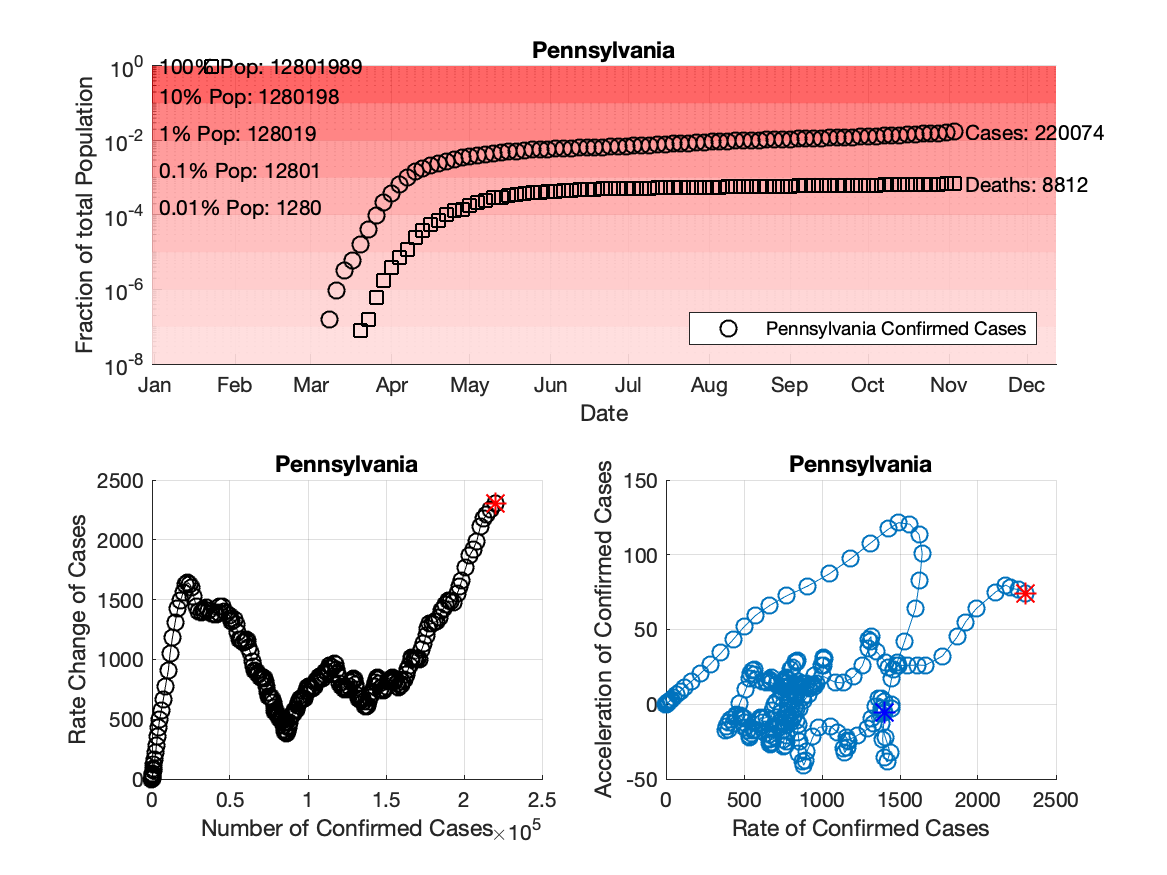 Pennsylvania
10^0
10^-2
10^-4
10^-6
10^-8
Fraction of total Population
100% Pop: 12801989
10% Pop: 1280198
1% Pop: 128019
0.1% Pop: 12801
0.01% Pop: 1280
Cases: 220074
Deaths: 8812
Pennsylvania Confirmed Cases
Jan Feb Mar Apr May Jun Jul Aug Sep Oct Nov Dec
Date
Pennsylvania
2500
2000
1500
1000
500
0
Rate Change of Cases
0 0.5 1 1.5 2 2.5
Number of Confirmed Cases ×10^5
Pennsylvania
150
100
50
0
-50
Acceleration of Confirmed Cases
0 500 1000 1500 2000 2500
Rate of Confirmed Cases